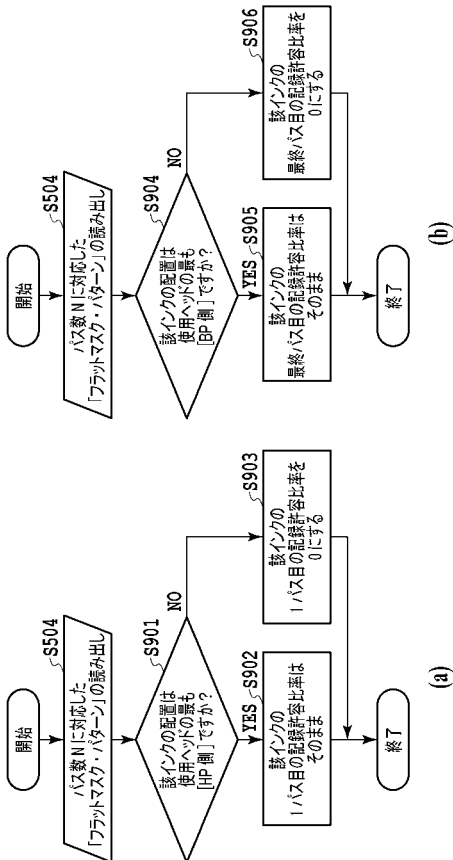 開始
S504
パス数Nに対応した
「フラットマスク・パターン」の読み出し
S901
該インクの配置は
使用ヘッドの最も
[HP側]ですか？
NO
YES
S902
該インクの
1パス目の記録許容比率は
そのまま
S903
該インクの
1パス目の記録許容比率を
0にする
終了
(a)
開始
S504
パス数Nに対応した
「フラットマスク・パターン」の読み出し
S904
該インクの配置は
使用ヘッドの最も
[BP側]ですか？
NO
YES
S905
該インクの
最終パス目の記録許容比率は
そのまま
S906
該インクの
最終パス目の記録許容比率を
0にする
終了
(b)